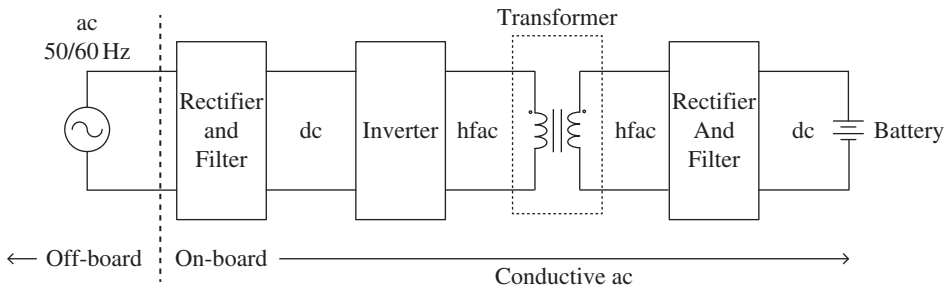 ac
50/60 Hz
Transformer
Rectifier
and
Filter
dc
Inverter
hfac
hfac
Rectifier
And
Filter
dc
Battery
Off-board
On-board
Conductive ac